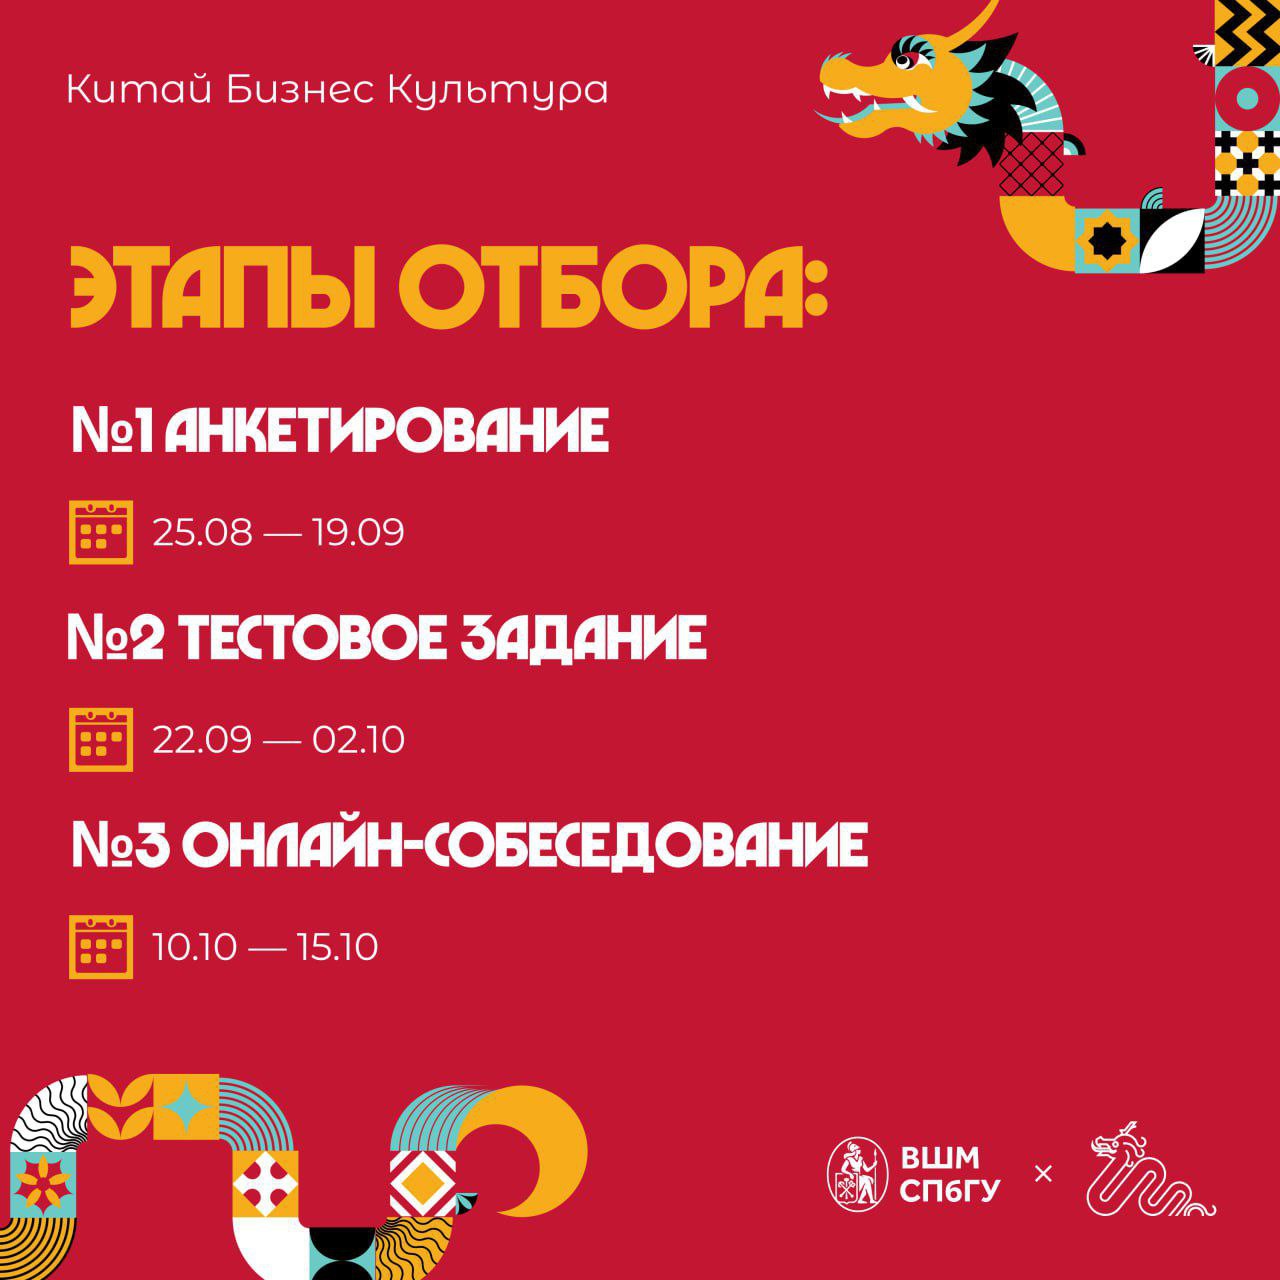 Китай Бизнес Культура
ЭТАПЫ ОТБОРА:
№1 АНКЕТИРОВАНИЕ
25.08 — 19.09
№2 ТЕСТОВОЕ ЗАДАНИЕ
22.09 — 02.10
№3 ОНЛАЙН-СОБЕСЕДОВАНИЕ
10.10 — 15.10
ВШМ
СПбГУ
×